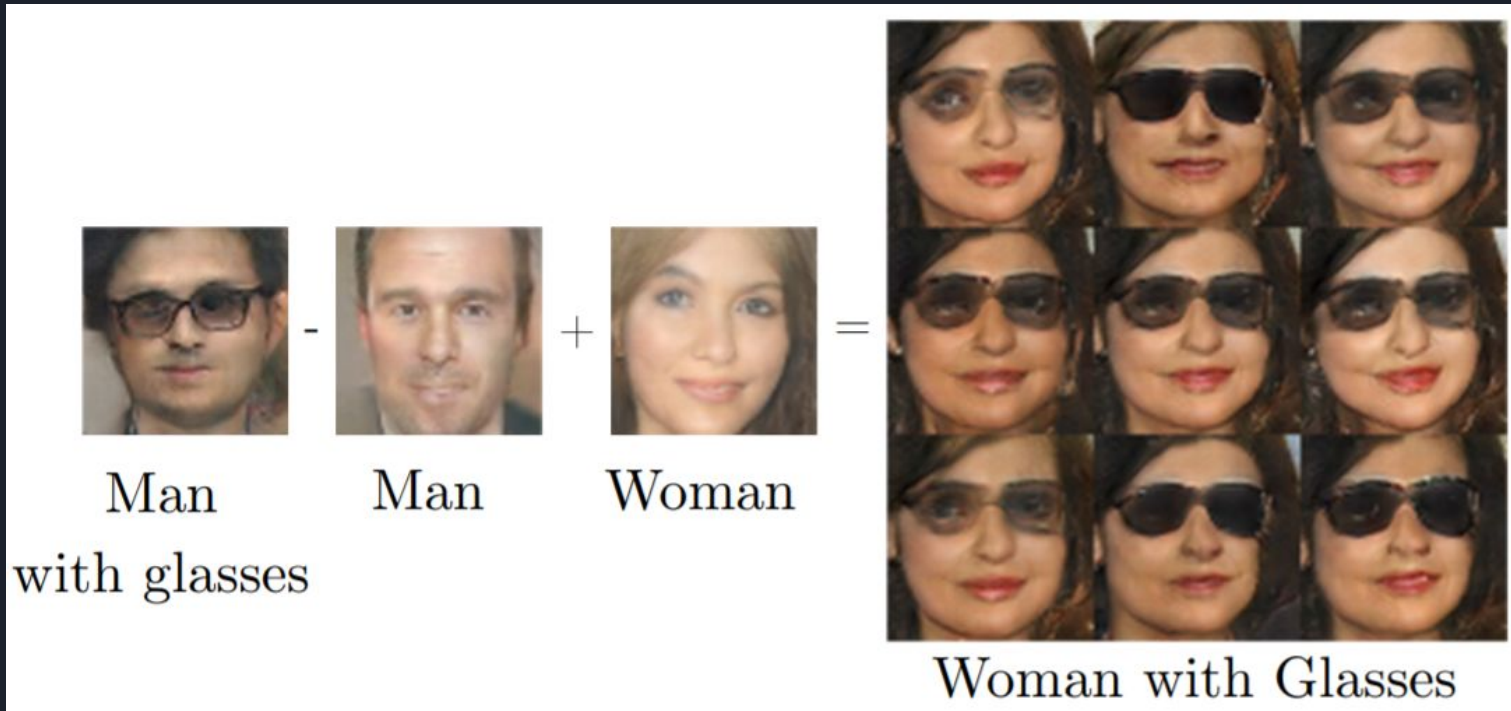 -
+
=
Man
with glasses
Man
Woman
Woman with Glasses